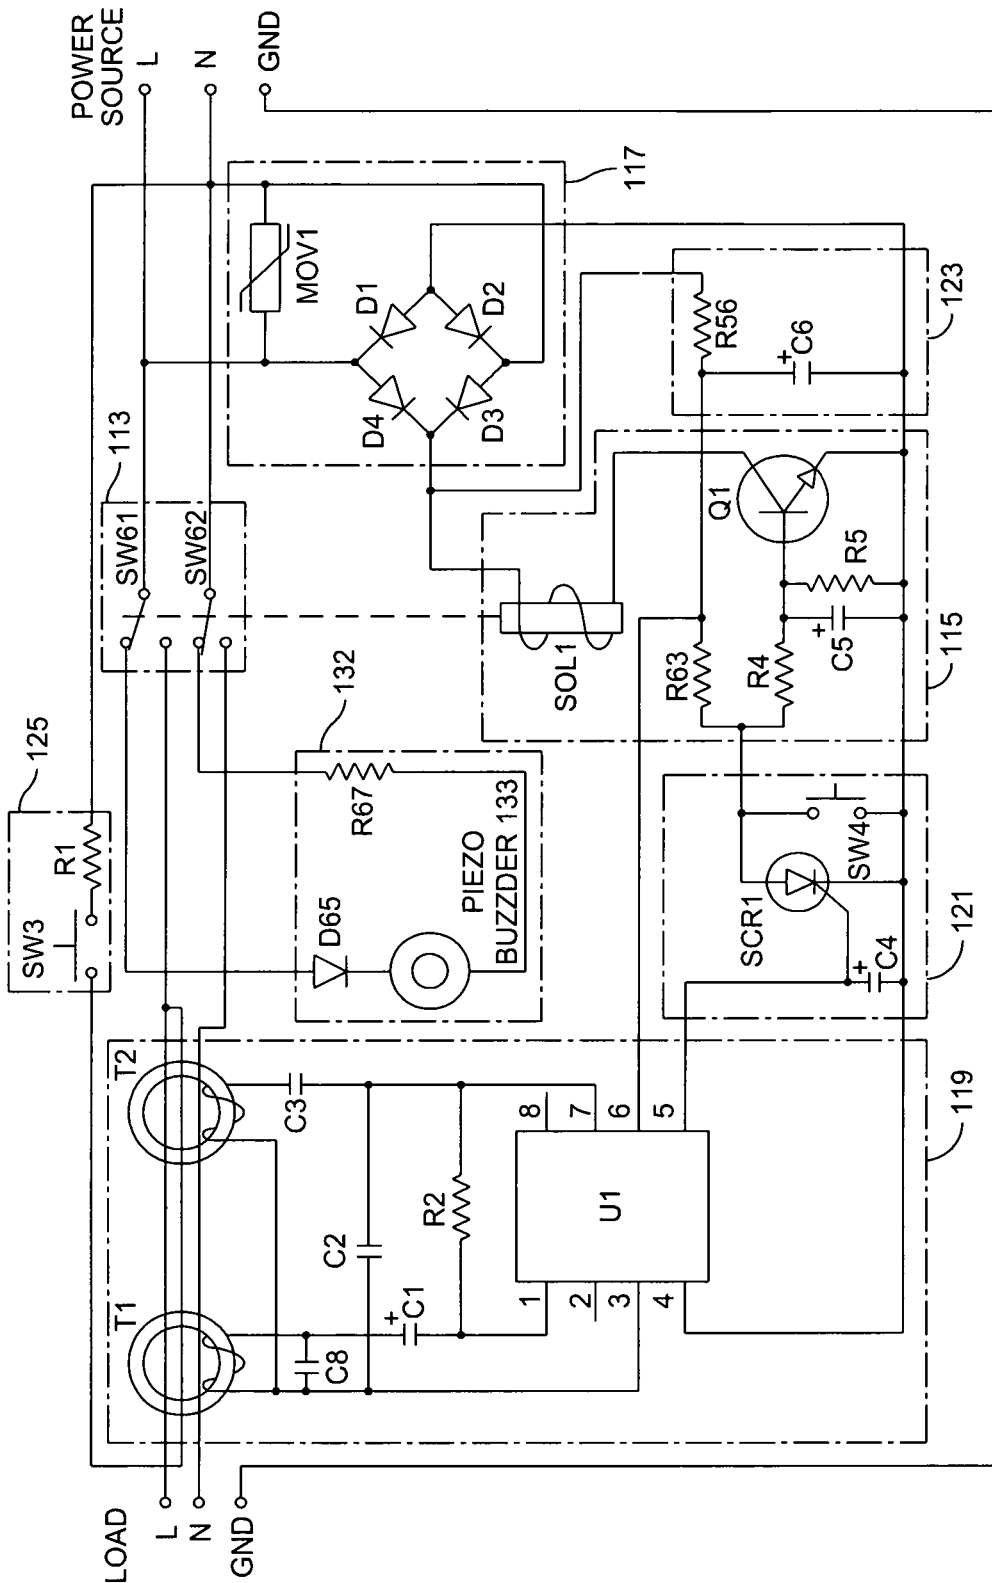 POWER
SOURCE
L
N
GND
117
MOV1
D1
D2
D4
D3
123
R56
+
C6
113
SW61
SW62
Q1
SOL1
R63
R4
+
C5
R5
115
125
R1
SW3
132
R67
D65
PIEZO
BUZZDER 133
SCR1
SW4
+
C4
121
T2
T1
C3
C2
R2
C8
+
C1
U1
8
7
6
5
1
2
3
4
119
LOAD
L
N
GND